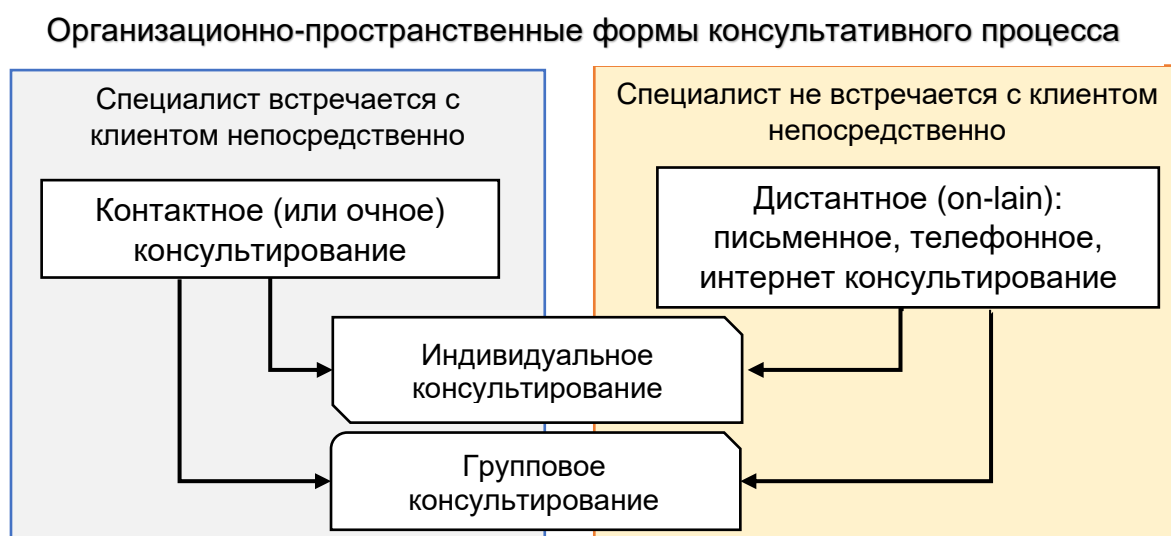 Организационно-пространственные формы консультативного процесса
Специалист встречается с
клиентом непосредственно
Контактное (или очное)
консультирование
Специалист не встречается с клиентом
непосредственно
Дистантное (on-lain):
письменное, телефонное,
интернет консультирование
Индивидуальное
консультирование
Групповое
консультирование